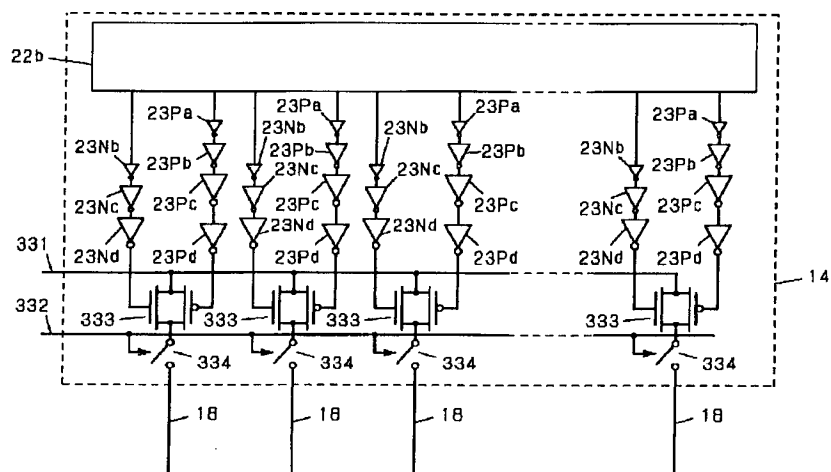 22b
23Pa 23Pa 23Pa 23Pa
23Nb 23Nb 23Nb 23Nb
23Pb 23Pb 23Pb 23Pb
23Nc 23Nc 23Nc
23Pc 23Pc 23Pc 23Pc
23Nd 23Nd 23Nd 23Nd
23Pd 23Pd 23Pd 23Pd
331
14
332
333 333 333 333
334 334 334 334
18 18 18 18